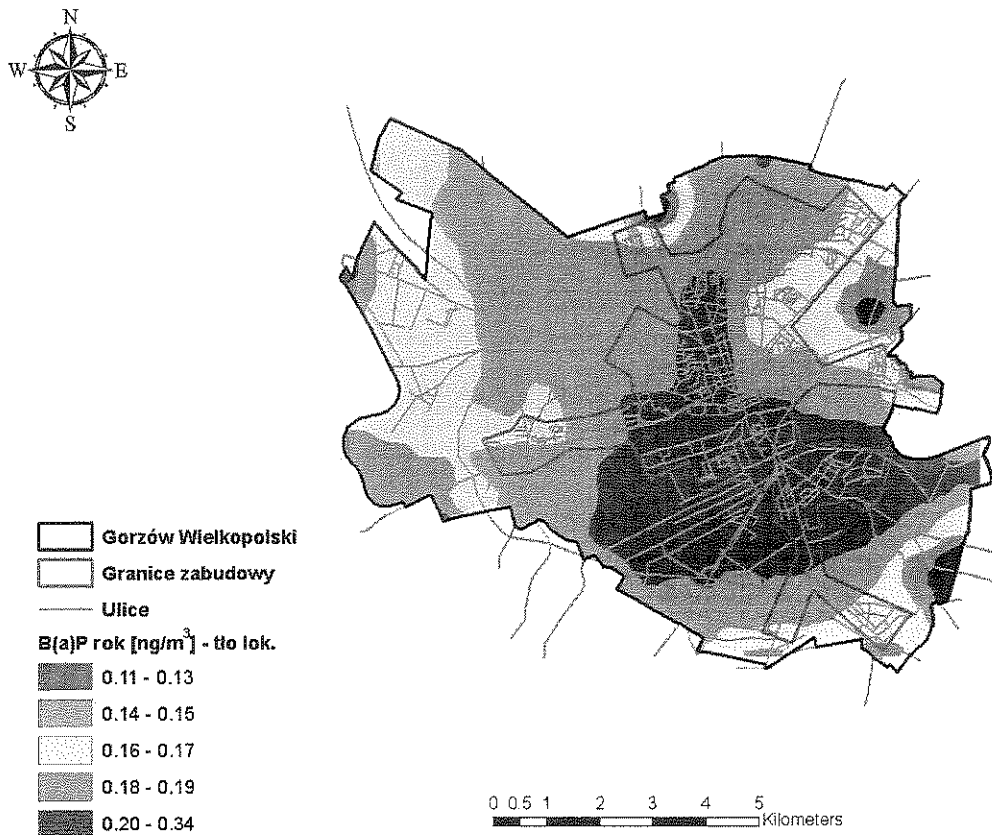 N
W E
S
Gorzów Wielkopolski
Granice zabudowy
Ulice
B(a)P rok [ng/m³] - tło lok.
0.11 - 0.13
0.14 - 0.15
0.16 - 0.17
0.18 - 0.19
0.20 - 0.34
0 0.5 1 2 3 4 5
Kilometers